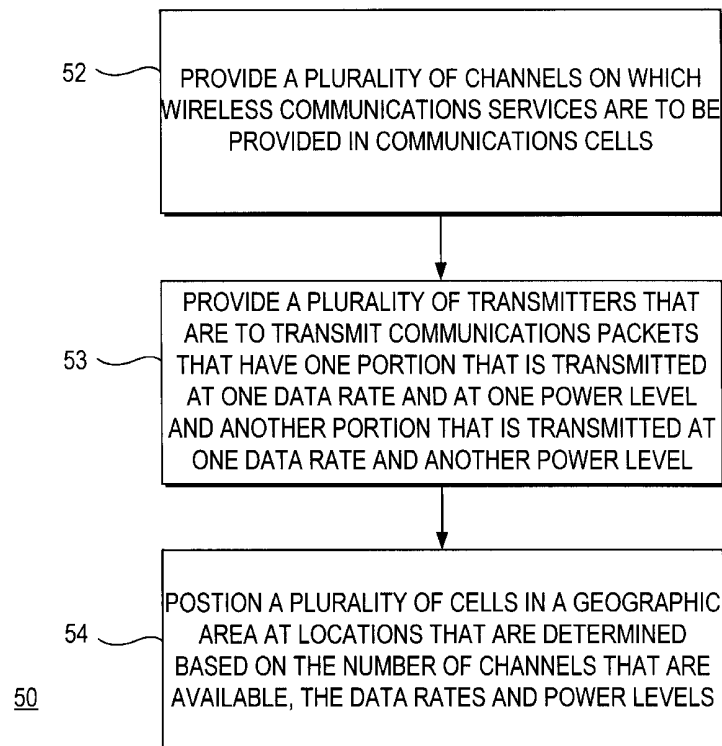 52
PROVIDE A PLURALITY OF CHANNELS ON WHICH
WIRELESS COMMUNICATIONS SERVICES ARE TO BE
PROVIDED IN COMMUNICATIONS CELLS
53
PROVIDE A PLURALITY OF TRANSMITTERS THAT
ARE TO TRANSMIT COMMUNICATIONS PACKETS
THAT HAVE ONE PORTION THAT IS TRANSMITTED
AT ONE DATA RATE AND AT ONE POWER LEVEL
AND ANOTHER PORTION THAT IS TRANSMITTED AT
ONE DATA RATE AND ANOTHER POWER LEVEL
54
POSTION A PLURALITY OF CELLS IN A GEOGRAPHIC
AREA AT LOCATIONS THAT ARE DETERMINED
BASED ON THE NUMBER OF CHANNELS THAT ARE
AVAILABLE, THE DATA RATES AND POWER LEVELS
50